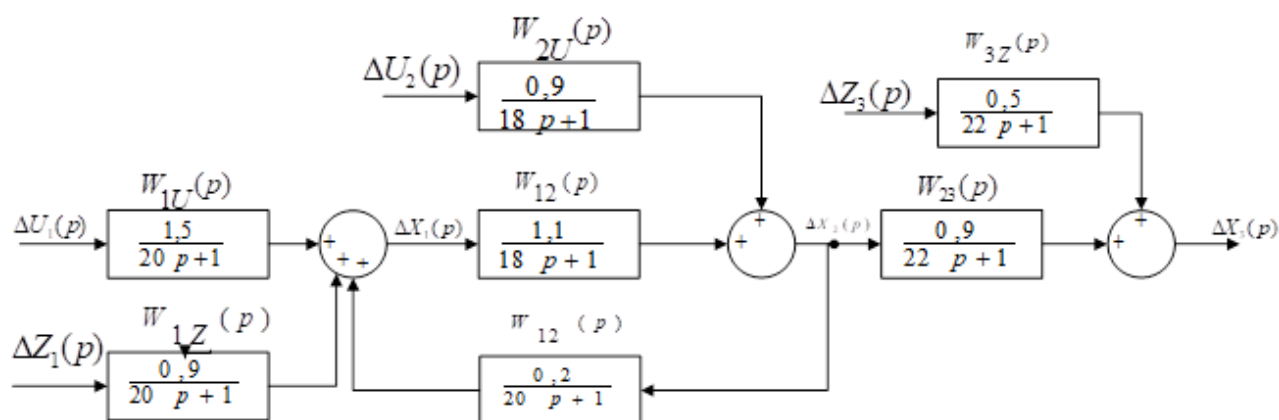 W2U(p)
ΔU2(p)
0,9
18 p+1
W3Z(p)
ΔZ3(p)
0,5
22 p+1
W1U(p)
ΔU1(p)
1,5
20 p+1
+
+
+
ΔX1(p)
W12(p)
1,1
18 p+1
+
+
ΔX2(p)
W23(p)
0,9
22 p+1
+
+
ΔX3(p)
W1Z(p)
ΔZ1(p)
0,9
20 p+1
W12 (p)
0,2
20 p+1